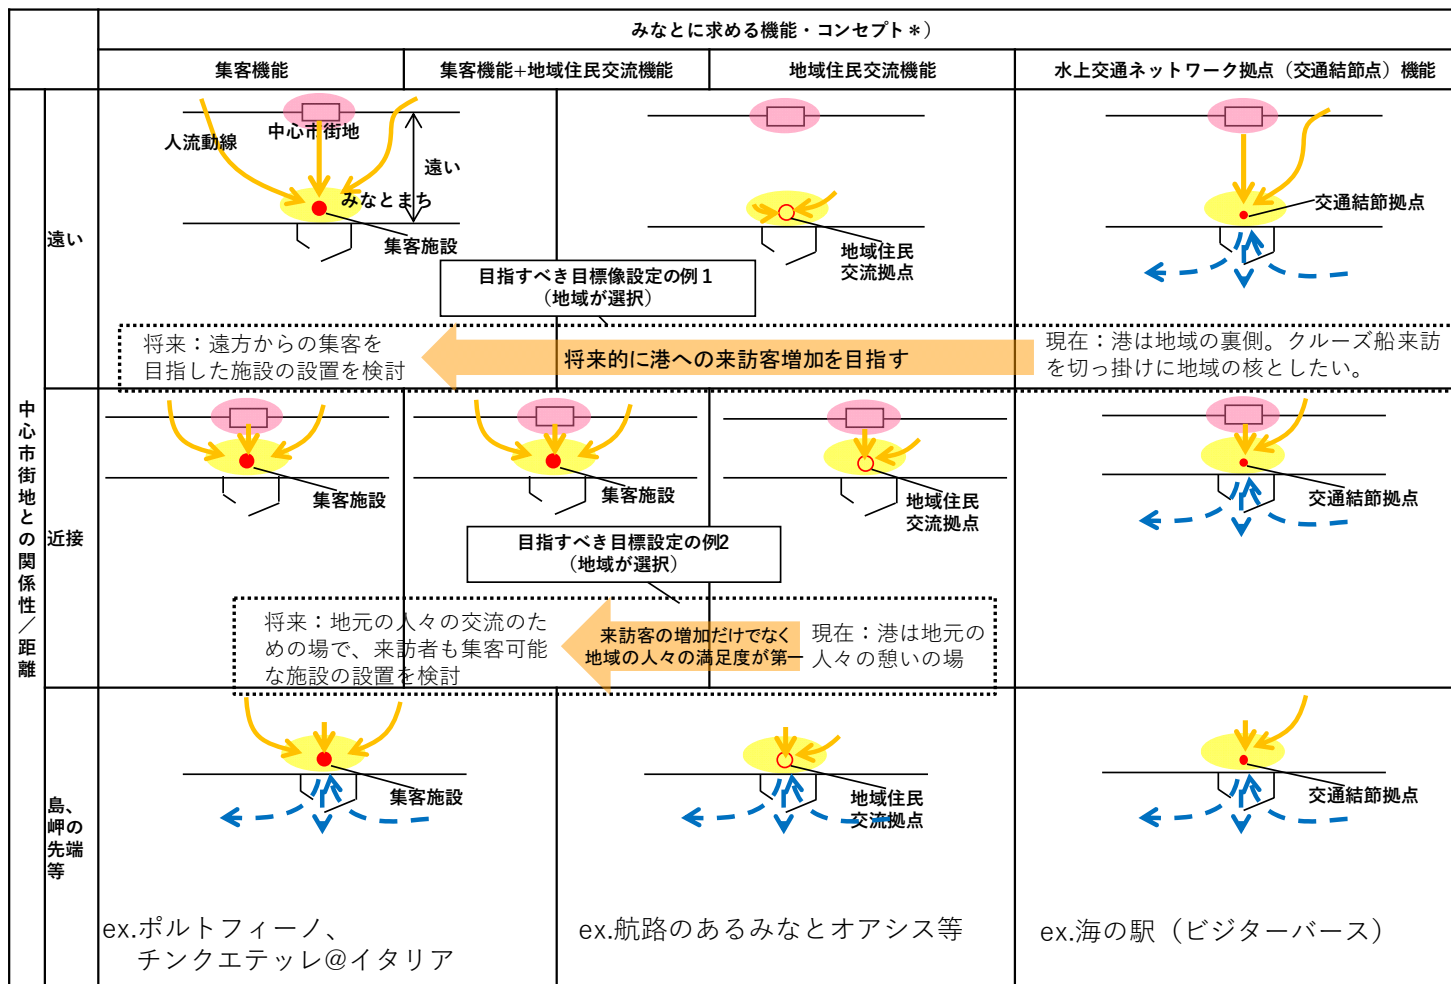 みなとに求める機能・コンセプト＊）
集客機能
集客機能+地域住民交流機能
地域住民交流機能
水上交通ネットワーク拠点（交通結節点）機能
中心市街地との関係性／距離
遠い
人流動線
中心市街地
遠い
みなとまち
集客施設
地域住民
交流拠点
交通結節拠点
目指すべき目標像設定の例１
（地域が選択）
将来：遠方からの集客を
目指した施設の設置を検討
将来的に港への来訪客増加を目指す
現在：港は地域の裏側。クルーズ船来訪
を切っ掛けに地域の核としたい。
近接
集客施設
集客施設
地域住民
交流拠点
交通結節拠点
目指すべき目標設定の例2
（地域が選択）
将来：地元の人々の交流のた
めの場で、来訪者も集客可能
な施設の設置を検討
来訪客の増加だけでなく
地域の人々の満足度が第一
現在：港は地元の
人々の憩いの場
島、
岬の
先端
等
集客施設
地域住民
交流拠点
交通結節拠点
ex.ポルトフィーノ、
チンクエテッレ@イタリア
ex.航路のあるみなとオアシス等
ex.海の駅（ビジターバース）